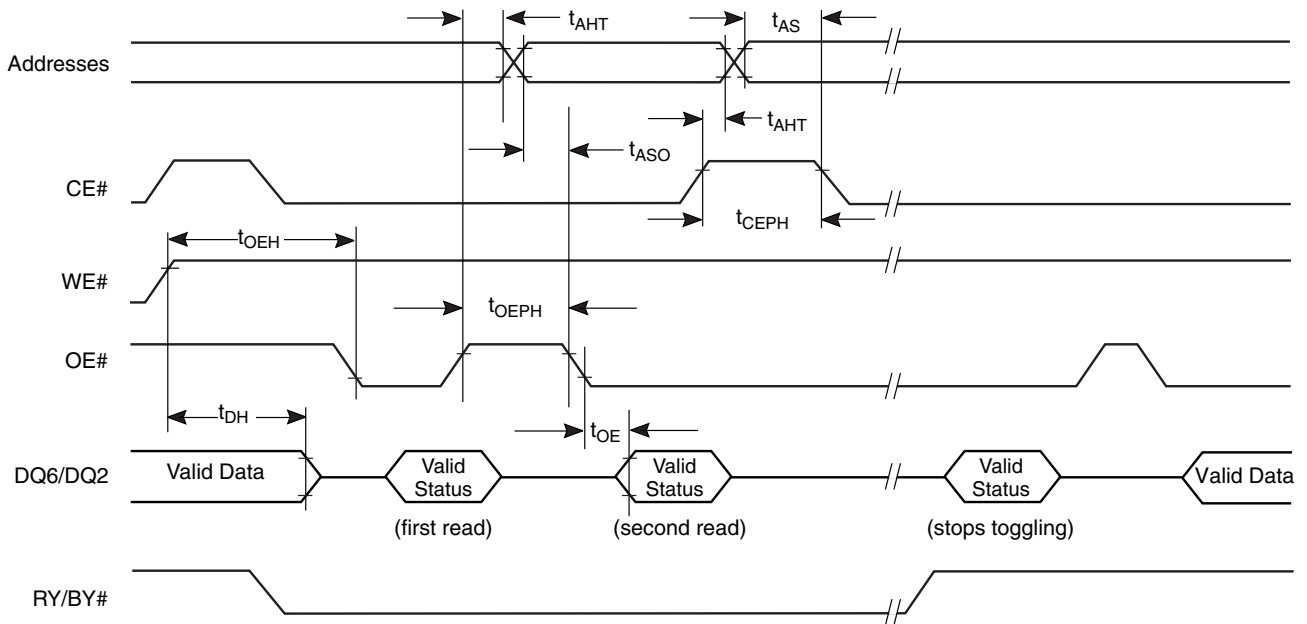 tAHT
tAS
Addresses
tAHT
tASO
CE#
tCEPH
tOEH
WE#
tOEPH
OE#
tDH
tOE
DQ6/DQ2
Valid Data
Valid
Status
Valid
Status
Valid
Status
Valid Data
(first read)
(second read)
(stops toggling)
RY/BY#